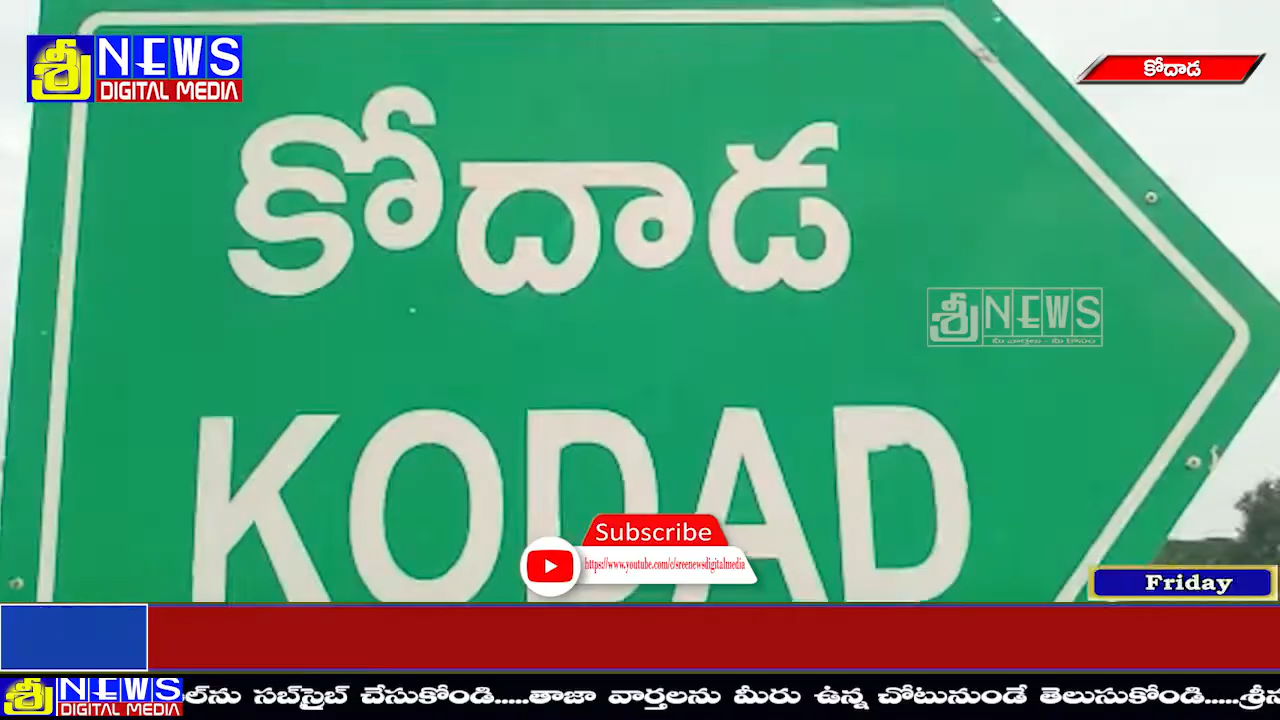 శ్రీ NEWS
DIGITAL MEDIA
కోదాడ
కోదాడ
శ్రీ NEWS
KODAD
Subscribe
https://www.youtube.com/c/sreenewsdigitalmedia
Friday
శ్రీ NEWS
DIGITAL MEDIA
సబ్‌స్రైబ్ చేసుకోండి.....తాజా వార్తలను మీరు ఉన్న చోటునుండే తెలుసుకోండి.....